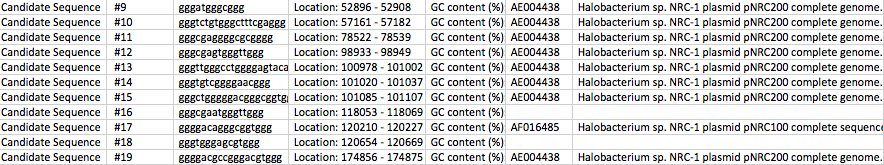 Candidate Sequence #9 gggatgggcggg Location: 52896 - 52908 GC content (%): AE004438 Halobacterium sp. NRC-1 plasmid pNRC200 complete genome.
Candidate Sequence #10 gggtctgtgggctttcgaggg Location: 57161 - 57182 GC content (%): AE004438 Halobacterium sp. NRC-1 plasmid pNRC200 complete genome.
Candidate Sequence #11 gggcgaggggcgcgggg Location: 78522 - 78539 GC content (%): AE004438 Halobacterium sp. NRC-1 plasmid pNRC200 complete genome.
Candidate Sequence #12 gggcgagtgggttggg Location: 98933 - 98949 GC content (%): AE004438 Halobacterium sp. NRC-1 plasmid pNRC200 complete genome.
Candidate Sequence #13 gggttgggcctggggagtaca Location: 100978 - 101002 GC content (%): AE004438 Halobacterium sp. NRC-1 plasmid pNRC200 complete genome.
Candidate Sequence #14 gggtgtcggggaacggg Location: 101020 - 101037 GC content (%): AE004438 Halobacterium sp. NRC-1 plasmid pNRC200 complete genome.
Candidate Sequence #15 gggctgggggacgggcggtgg Location: 101085 - 101107 GC content (%): AE004438 Halobacterium sp. NRC-1 plasmid pNRC200 complete genome.
Candidate Sequence #16 gggcgaatgggttggg Location: 118053 - 118069 GC content (%):
Candidate Sequence #17 ggggacagggcggtggg Location: 120210 - 120227 GC content (%): AF016485 Halobacterium sp. NRC-1 plasmid pNRC100 complete sequence
Candidate Sequence #18 gggtgggagcgtggg Location: 120654 - 120669 GC content (%):
Candidate Sequence #19 ggggacgccgggacgtggg Location: 174856 - 174875 GC content (%): AE004438 Halobacterium sp. NRC-1 plasmid pNRC200 complete genome.